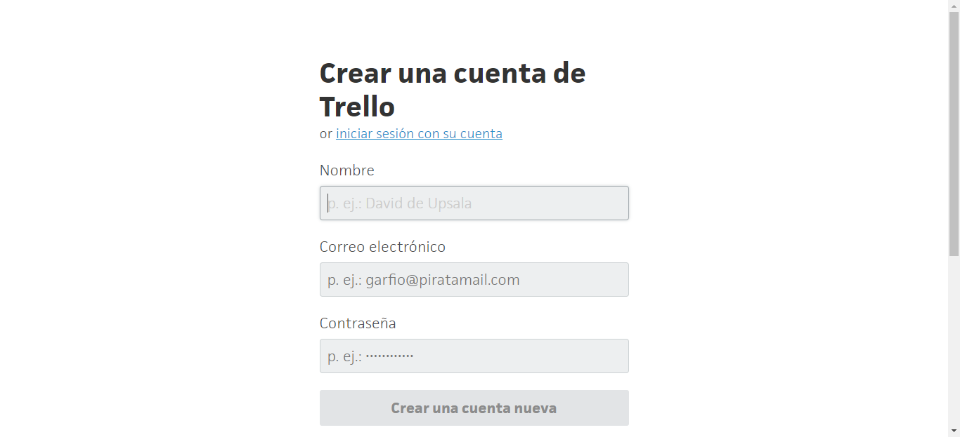 Crear una cuenta de
Trello
or iniciar sesión con su cuenta
Nombre
p. ej.: David de Upsala
Correo electrónico
p. ej.: garfio@piratamail.com
Contraseña
p. ej.: ············
Crear una cuenta nueva